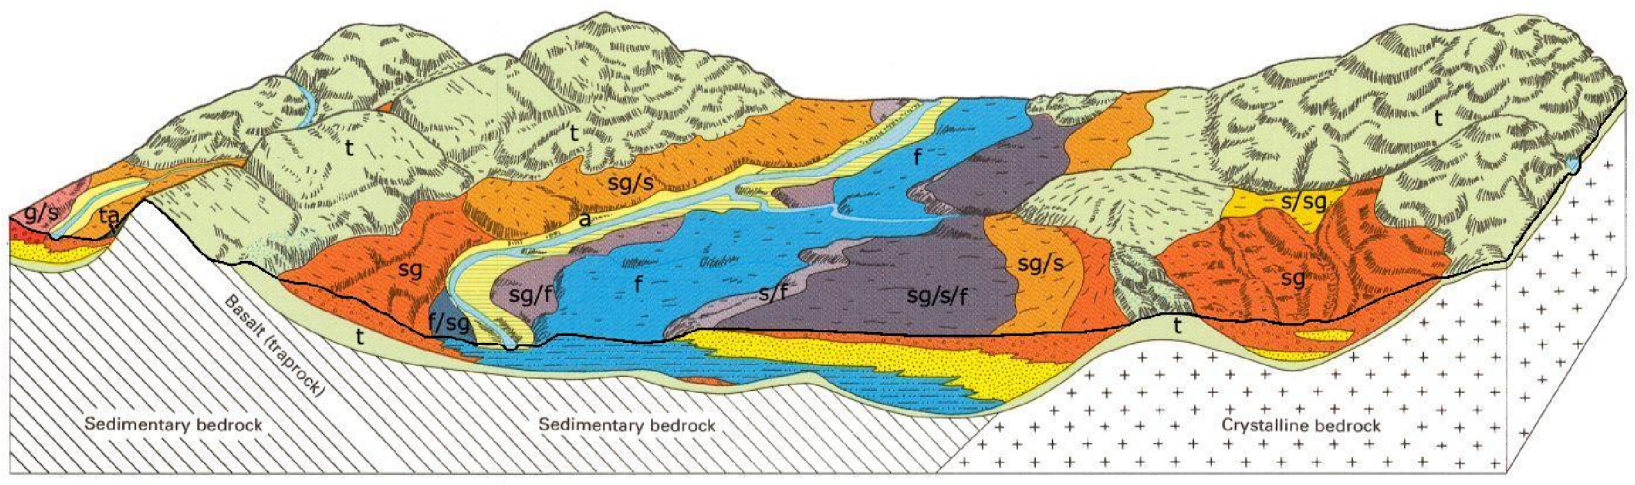 t
t
t
t
f
sg/s
s/sg
g/s
ta
a
sg
f
sg/f
s/f
sg/s/f
sg/s
sg
f/sg
t
t
Basalt (traprock)
Sedimentary bedrock
Sedimentary bedrock
Crystalline bedrock